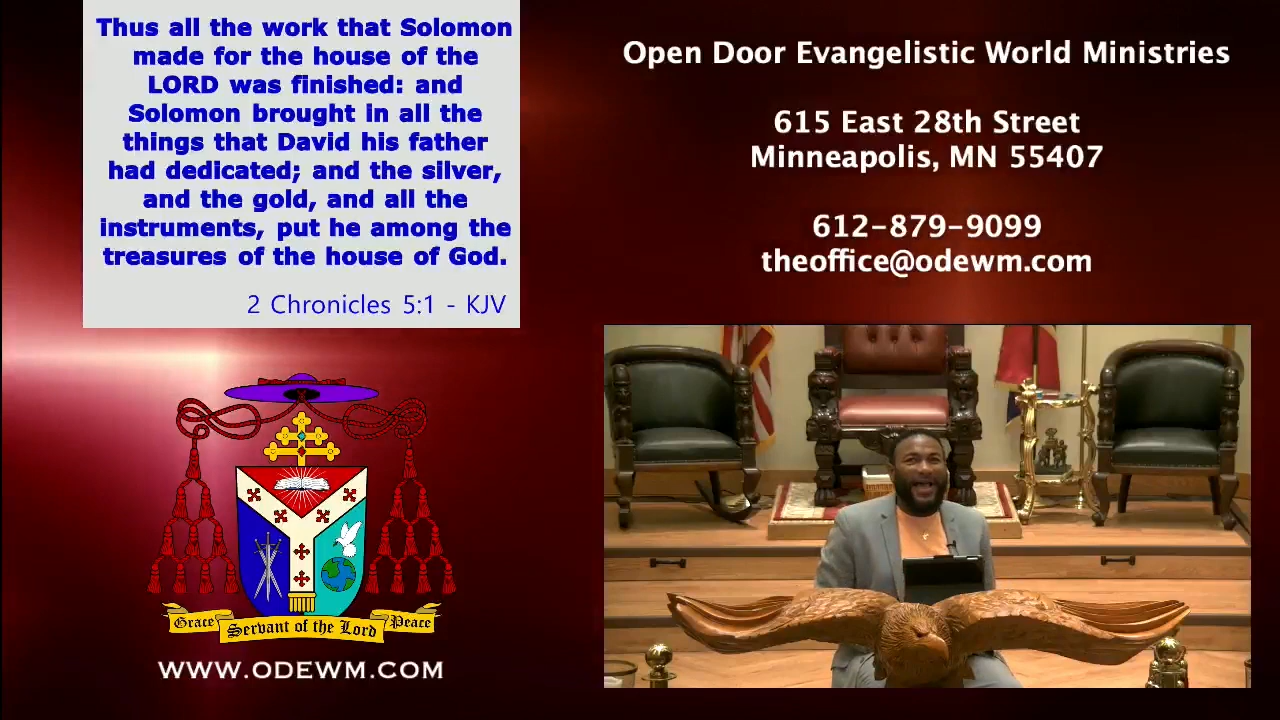 Thus all the work that Solomon
made for the house of the
LORD was finished: and
Solomon brought in all the
things that David his father
had dedicated; and the silver,
and the gold, and all the
instruments, put he among the
treasures of the house of God.
2 Chronicles 5:1 - KJV
Open Door Evangelistic World Ministries
615 East 28th Street
Minneapolis, MN 55407
612-879-9099
theoffice@odewm.com
Grace
Servant of the Lord
Peace
WWW.ODEWM.COM